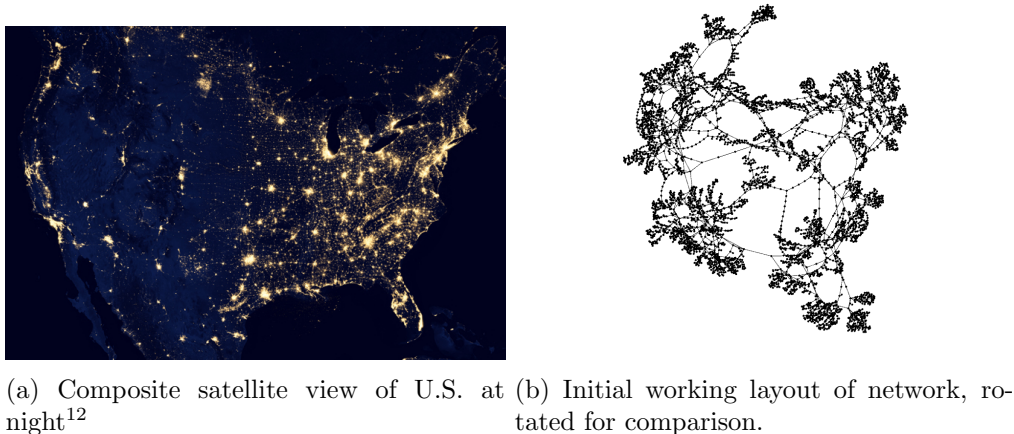 (a) Composite satellite view of U.S. at
night12
(b) Initial working layout of network, ro-
tated for comparison.